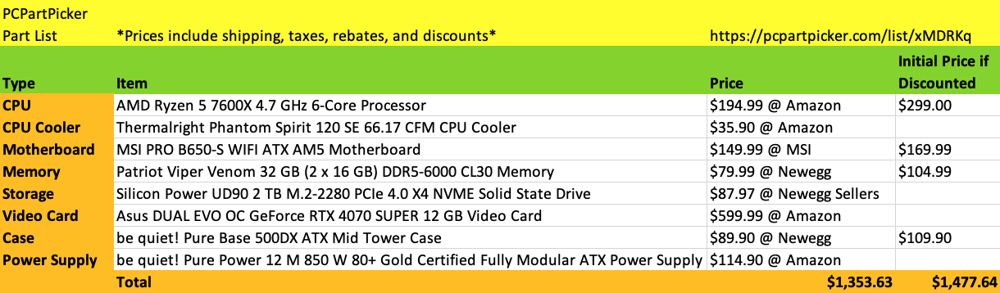 PCPartPicker
Part List *Prices include shipping, taxes, rebates, and discounts* https://pcpartpicker.com/list/xMDRKq
Initial Price if
Type Item Price Discounted
CPU AMD Ryzen 5 7600X 4.7 GHz 6-Core Processor $194.99 @ Amazon $299.00
CPU Cooler Thermalright Phantom Spirit 120 SE 66.17 CFM CPU Cooler $35.90 @ Amazon
Motherboard MSI PRO B650-S WIFI ATX AM5 Motherboard $149.99 @ MSI $169.99
Memory Patriot Viper Venom 32 GB (2 x 16 GB) DDR5-6000 CL30 Memory $79.99 @ Newegg $104.99
Storage Silicon Power UD90 2 TB M.2-2280 PCIe 4.0 X4 NVME Solid State Drive $87.97 @ Newegg Sellers
Video Card Asus DUAL EVO OC GeForce RTX 4070 SUPER 12 GB Video Card $599.99 @ Amazon
Case be quiet! Pure Base 500DX ATX Mid Tower Case $89.90 @ Newegg $109.90
Power Supply be quiet! Pure Power 12 M 850 W 80+ Gold Certified Fully Modular ATX Power Supply $114.90 @ Amazon
Total $1,353.63 $1,477.64